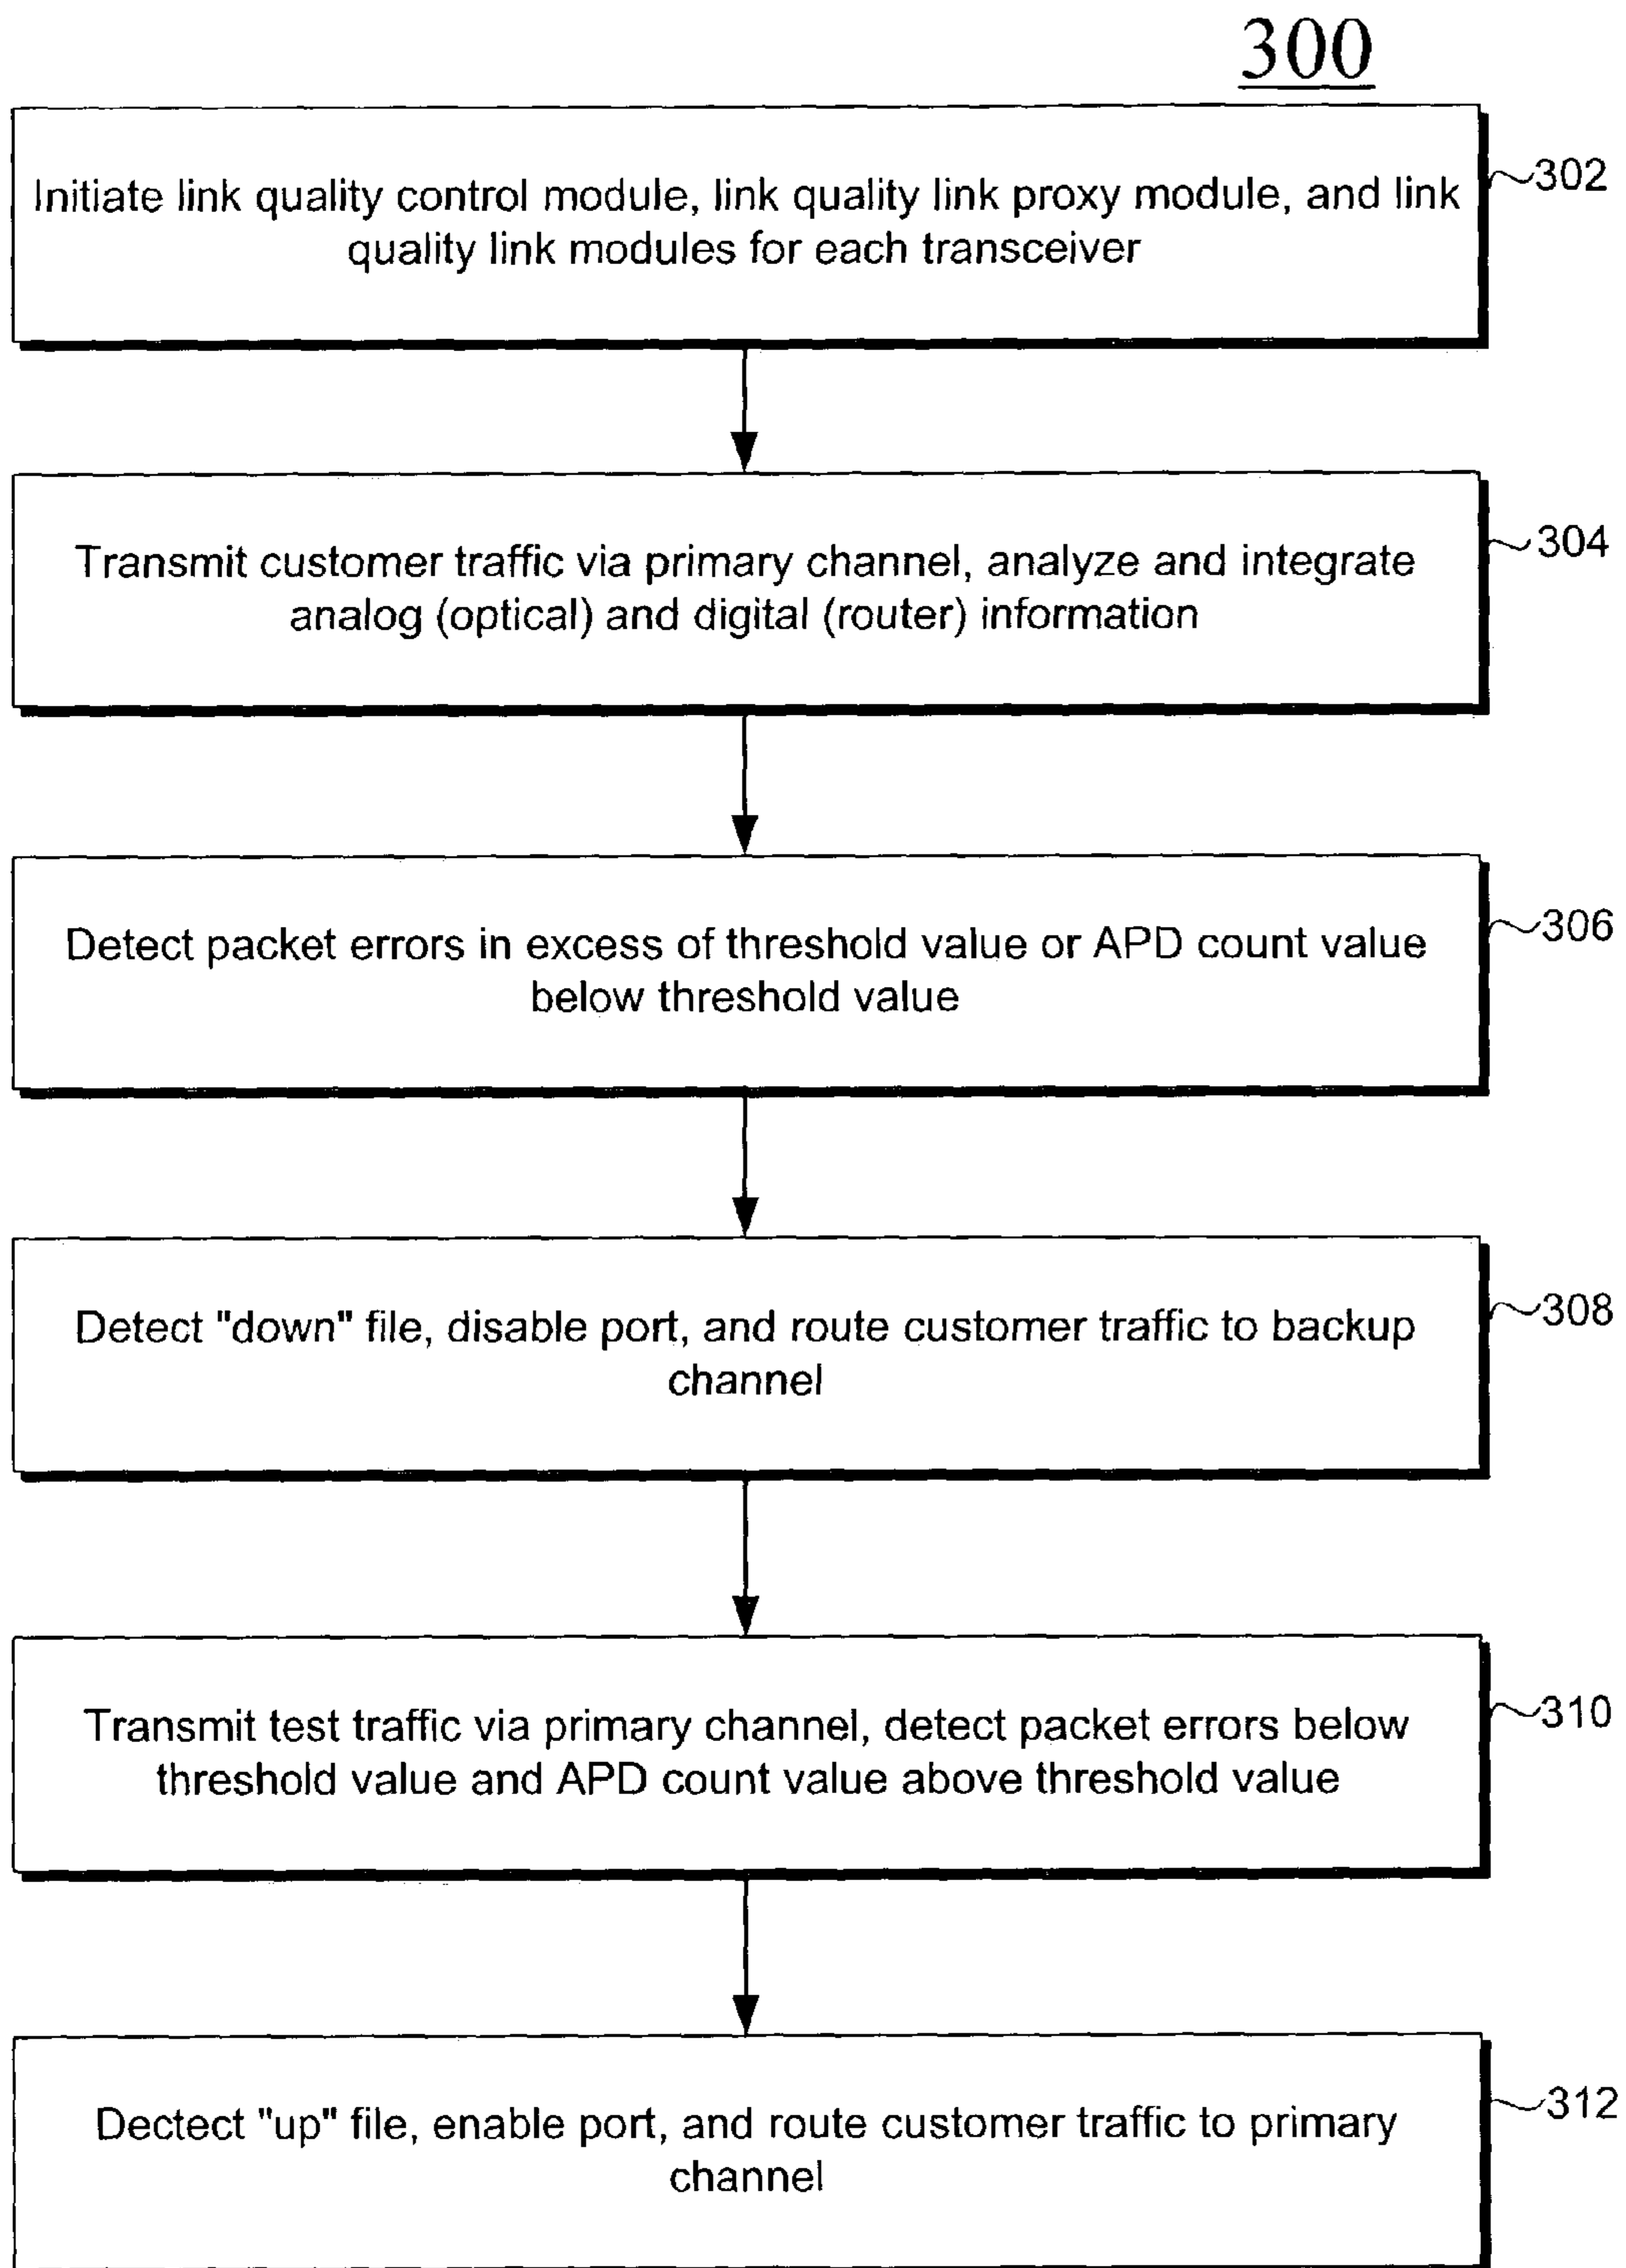 300
Initiate link quality control module, link quality link proxy module, and link
quality link modules for each transceiver
302
Transmit customer traffic via primary channel, analyze and integrate
analog (optical) and digital (router) information
304
Detect packet errors in excess of threshold value or APD count value
below threshold value
306
Detect "down" file, disable port, and route customer traffic to backup
channel
308
Transmit test traffic via primary channel, detect packet errors below
threshold value and APD count value above threshold value
310
Dectect "up" file, enable port, and route customer traffic to primary
channel
312